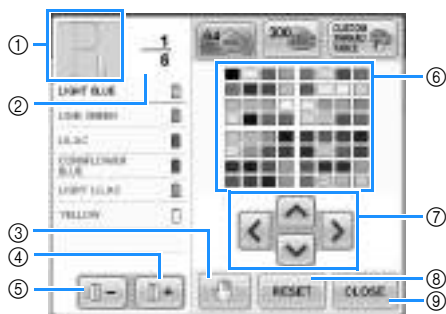 ①
②
③
④
⑤
⑥
⑦
⑧
⑨
1
6
64
300
CUSTOM
THREAD
TABLE
LIGHT BLUE
LIME GREEN
LILAC
CORNFLOWER
BLUE
LIGHT LILAC
YELLOW
RESET
CLOSE